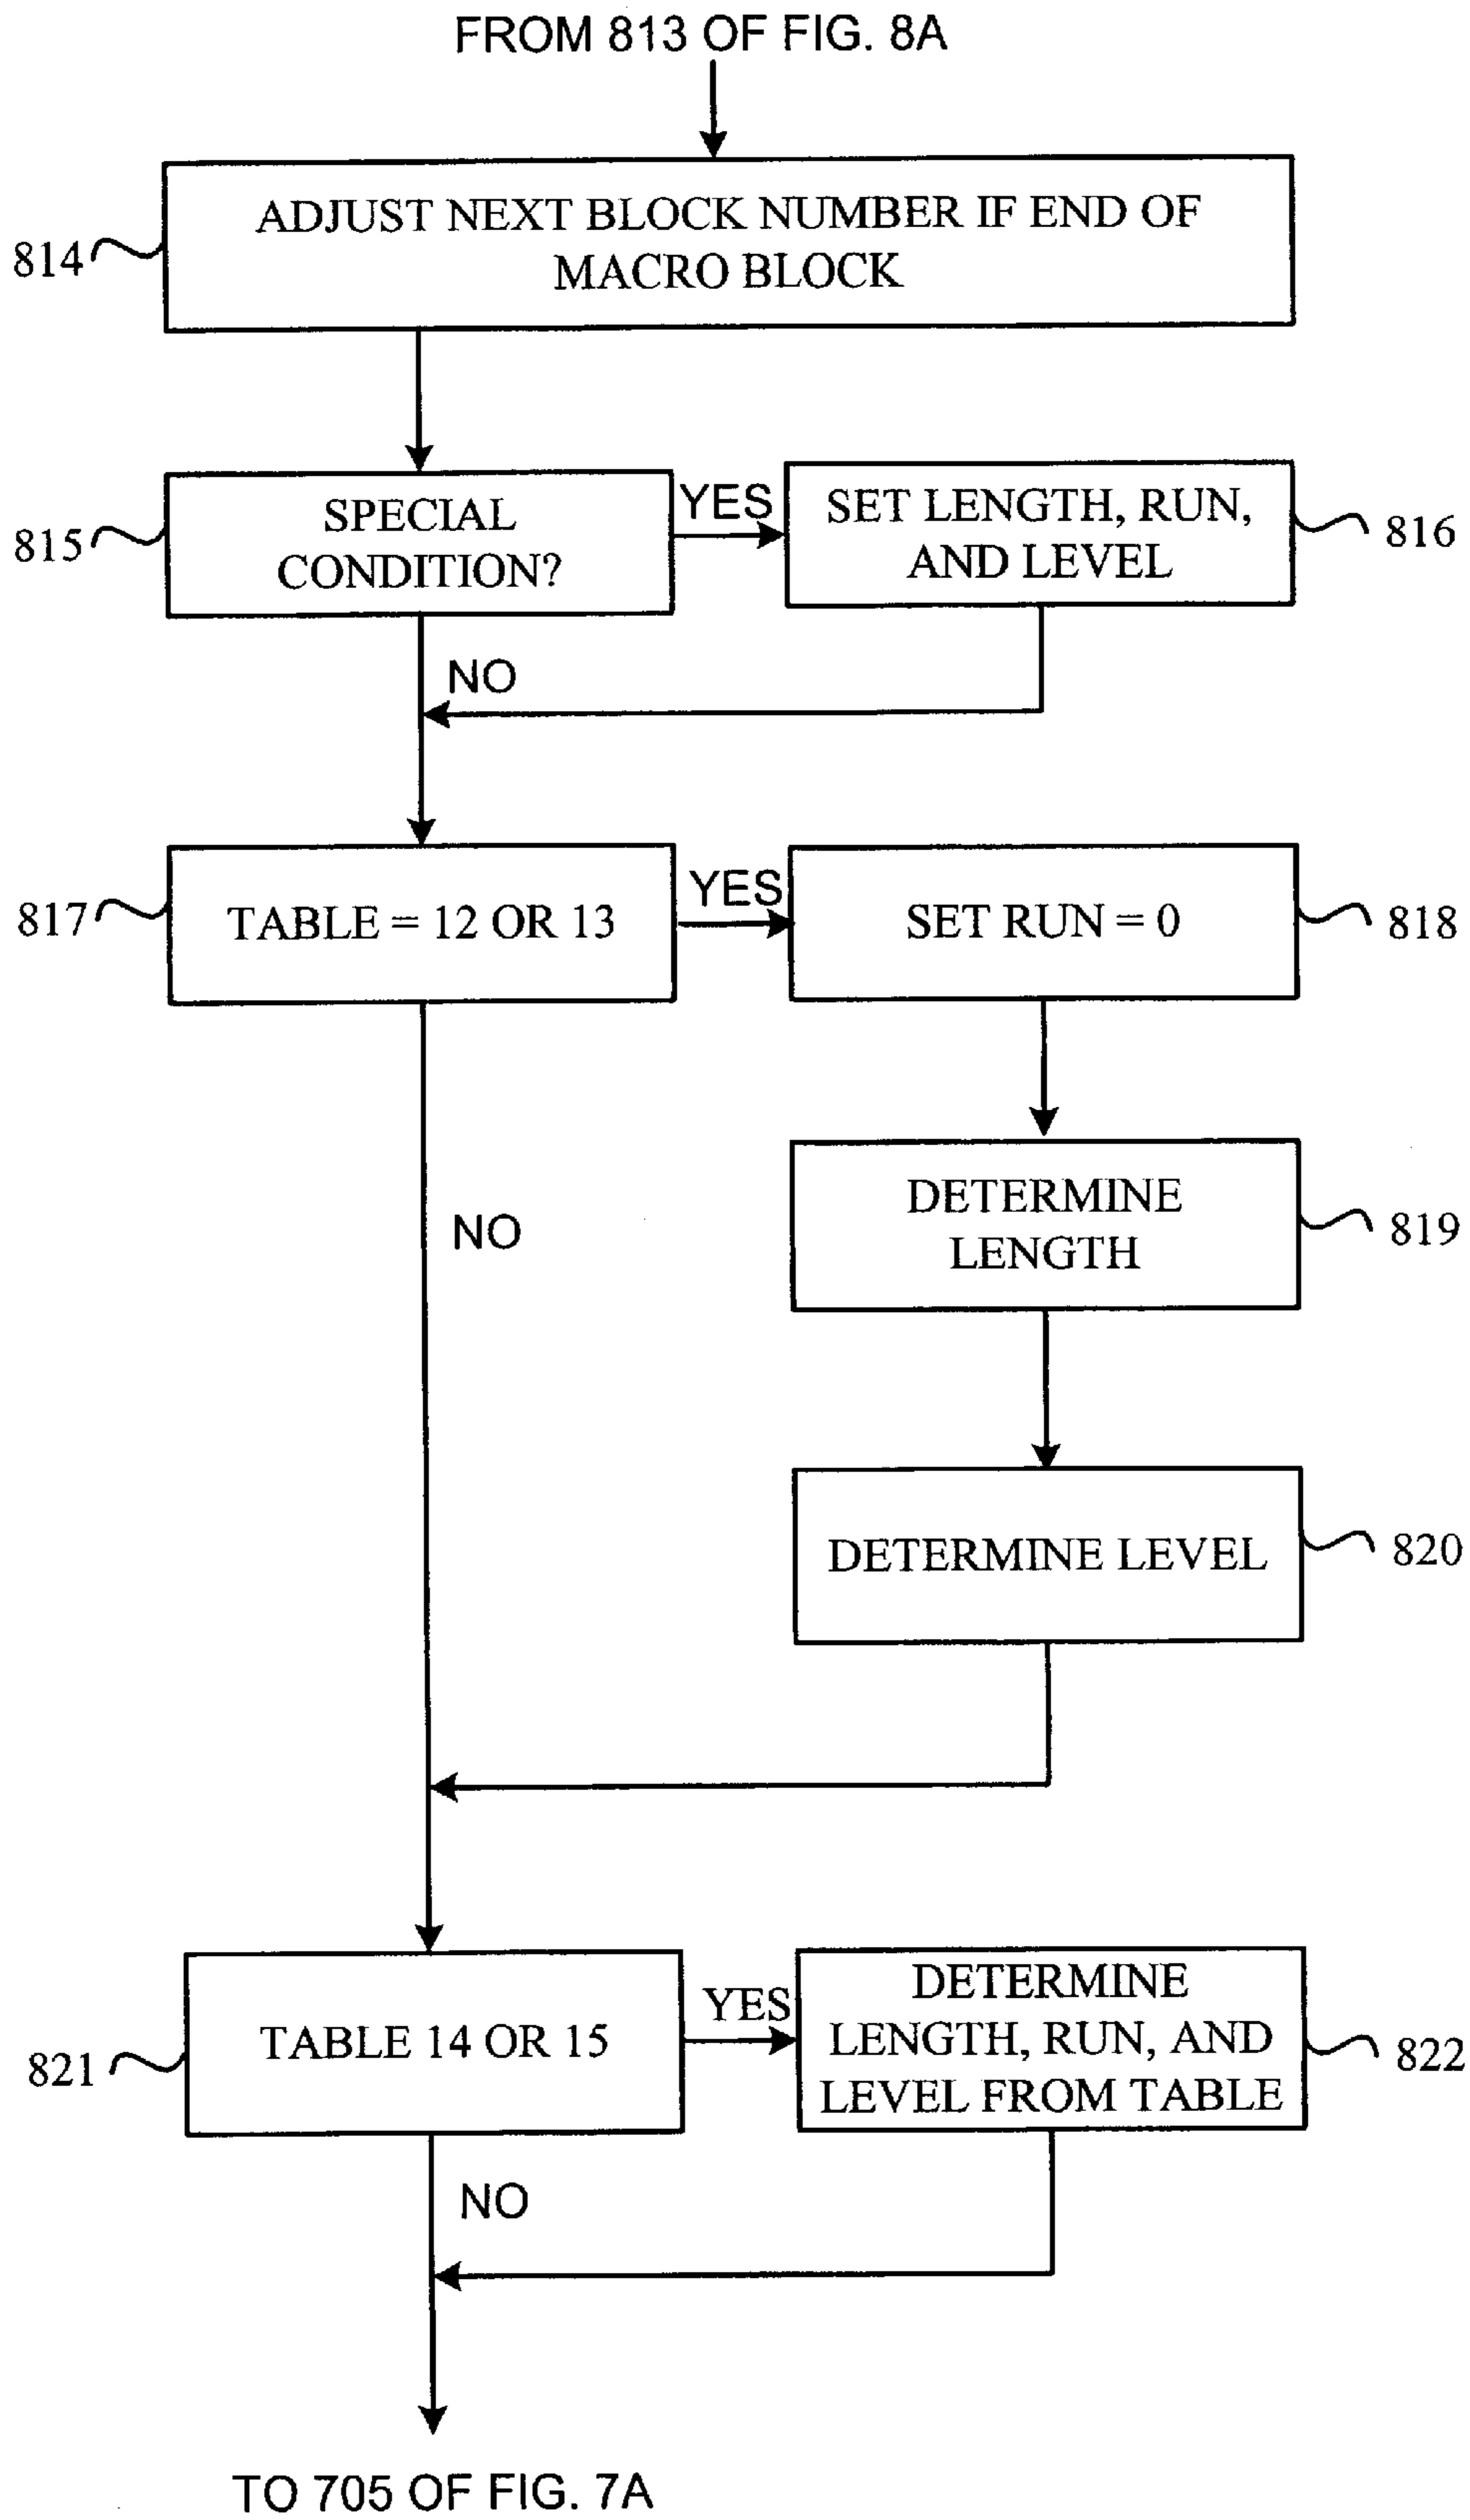 FROM 813 OF FIG. 8A
ADJUST NEXT BLOCK NUMBER IF END OF
MACRO BLOCK
814
SPECIAL
CONDITION?
815
YES
SET LENGTH, RUN,
AND LEVEL
816
NO
TABLE = 12 OR 13
817
YES
SET RUN = 0
818
NO
DETERMINE
LENGTH
819
DETERMINE LEVEL
820
TABLE 14 OR 15
821
YES
DETERMINE
LENGTH, RUN, AND
LEVEL FROM TABLE
822
NO
TO 705 OF FIG. 7A